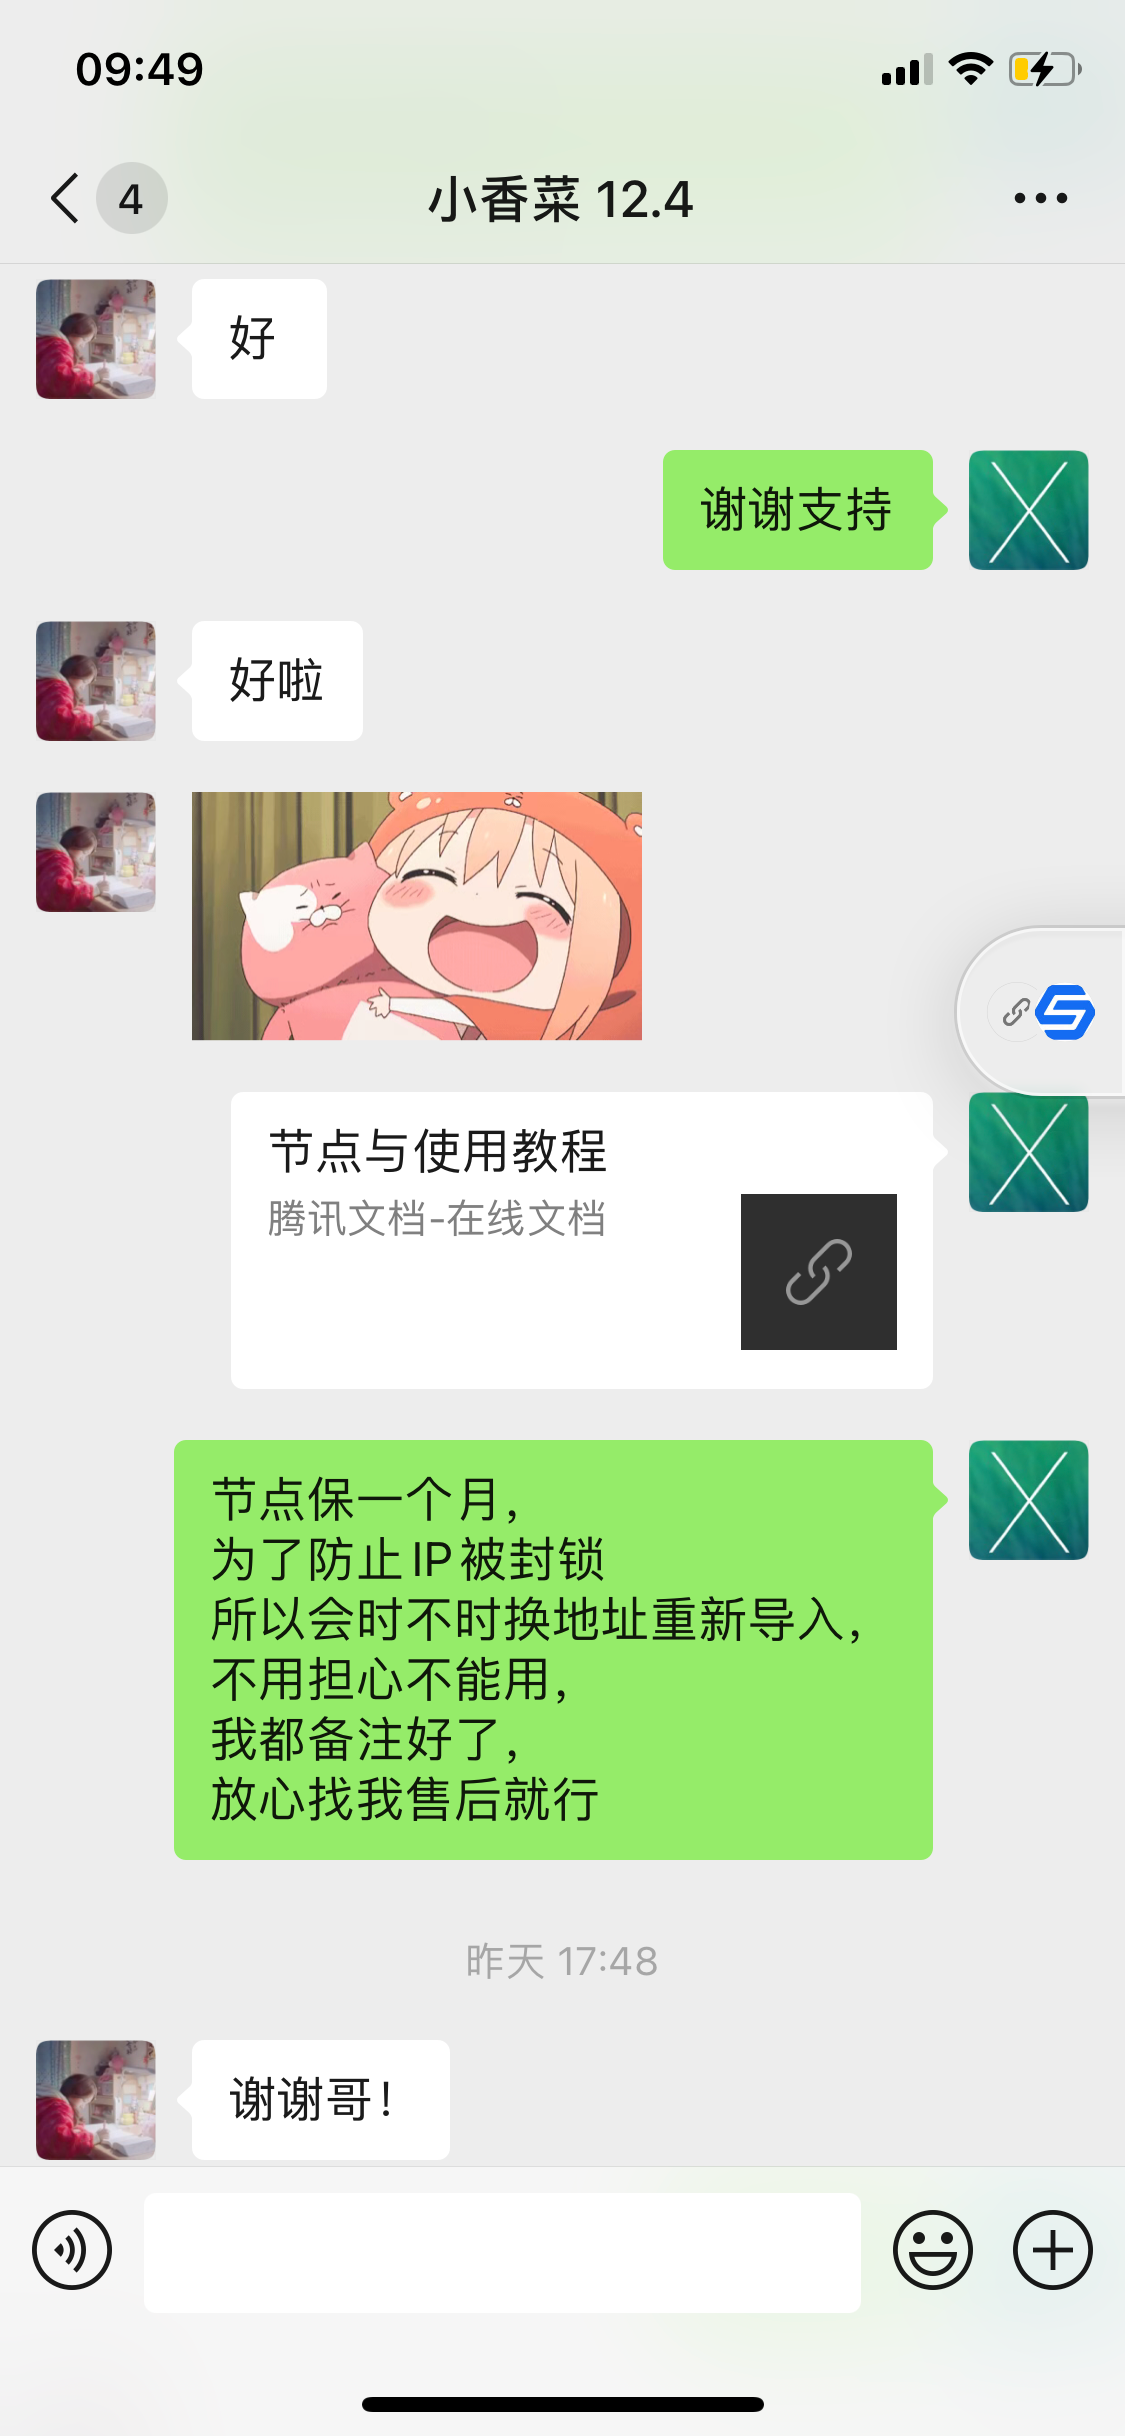 09:49
4
小香菜 12.4
好
谢谢支持
好啦
节点与使用教程
腾讯文档-在线文档
节点保一个月，
为了防止IP被封锁
所以会时不时换地址重新导入，
不用担心不能用，
我都备注好了，
放心找我售后就行
昨天 17:48
谢谢哥！